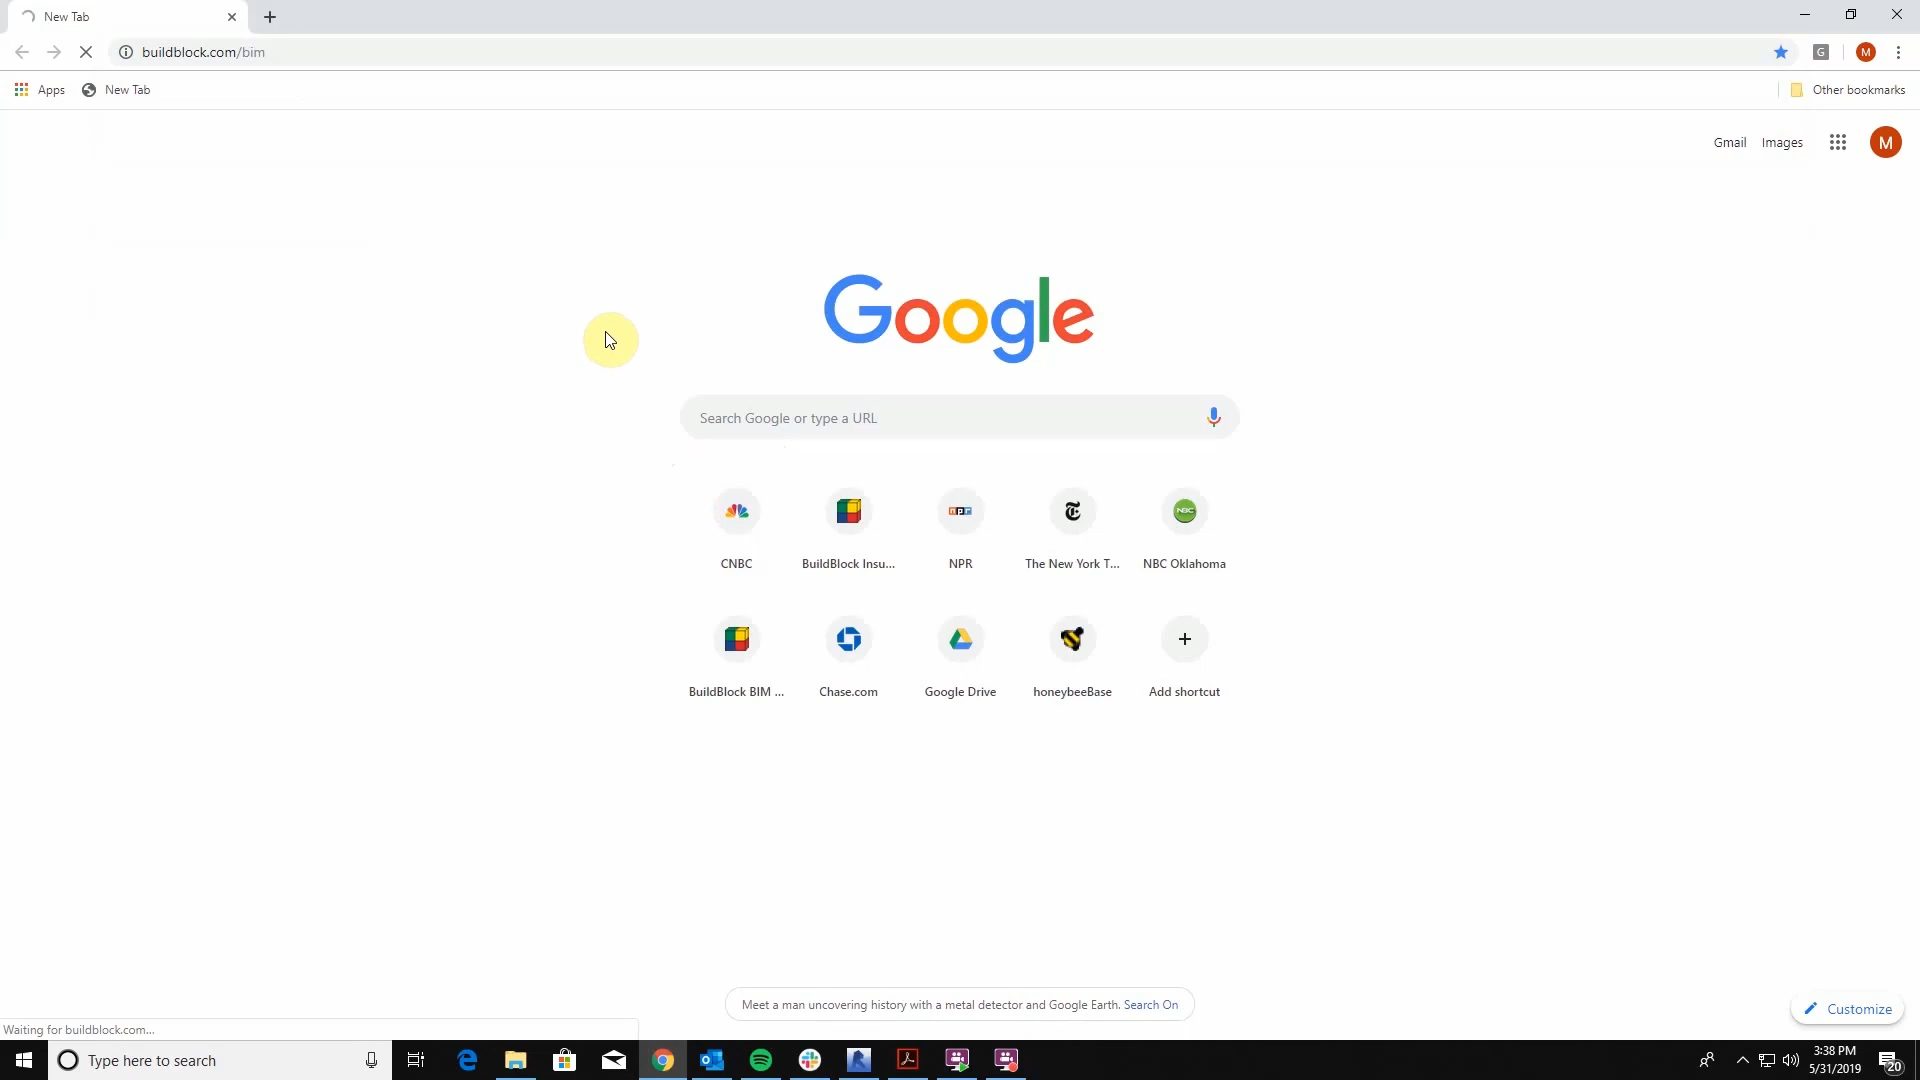 New Tab
buildblock.com/bim
G
M
Apps
New Tab
Other bookmarks
Gmail
Images
M
Google
Search Google or type a URL
npr
NBC
CNBC
BuildBlock Insu...
NPR
The New York T...
NBC Oklahoma
BuildBlock BIM ...
Chase.com
Google Drive
honeybeeBase
Add shortcut
Meet a man uncovering history with a metal detector and Google Earth. Search On
Customize
Waiting for buildblock.com...
Type here to search
3:38 PM
5/31/2019
20